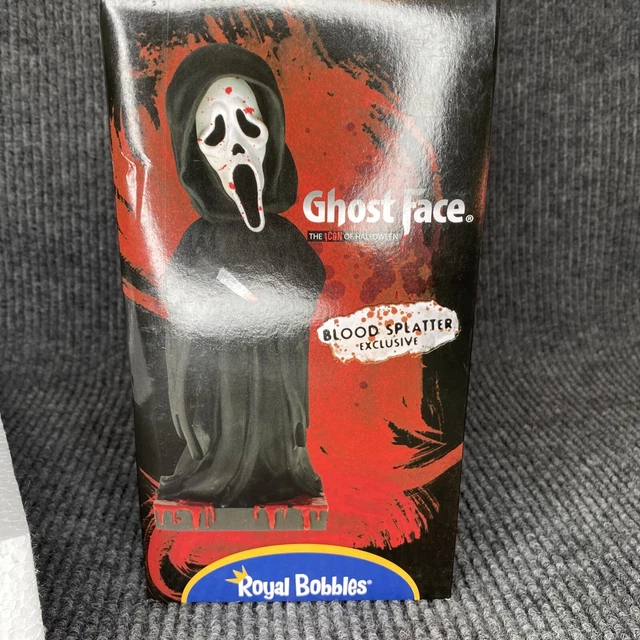 Ghost Face®
THE ICON OF HALLOWEEN
BLOOD SPLATTER
EXCLUSIVE
Royal Bobbles®